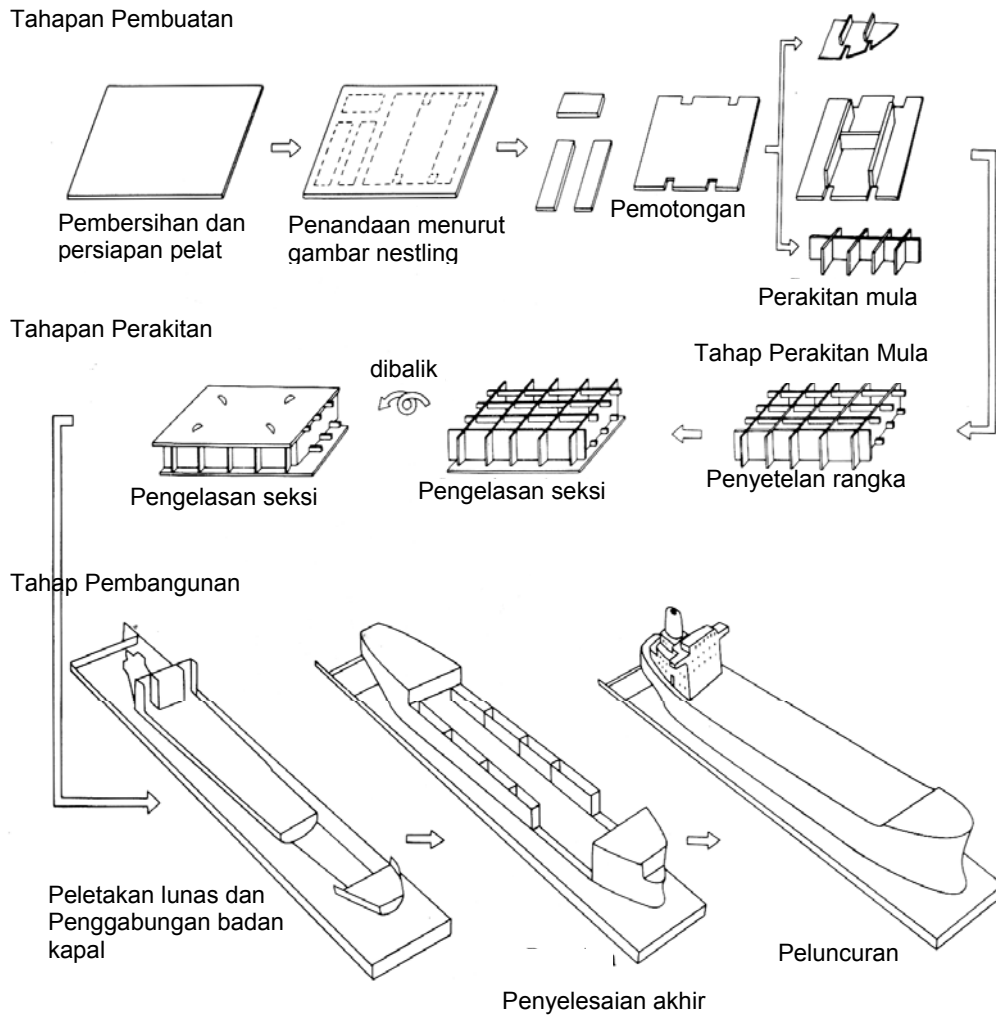 Tahapan Pembuatan
Pembersihan dan
persiapan pelat
Penandaan menurut
gambar nestling
Pemotongan
Perakitan mula
Tahapan Perakitan
Tahap Perakitan Mula
dibalik
Pengelasan seksi
Pengelasan seksi
Penyetelan rangka
Tahap Pembangunan
Peletakan lunas dan
Penggabungan badan
kapal
Penyelesaian akhir
Peluncuran